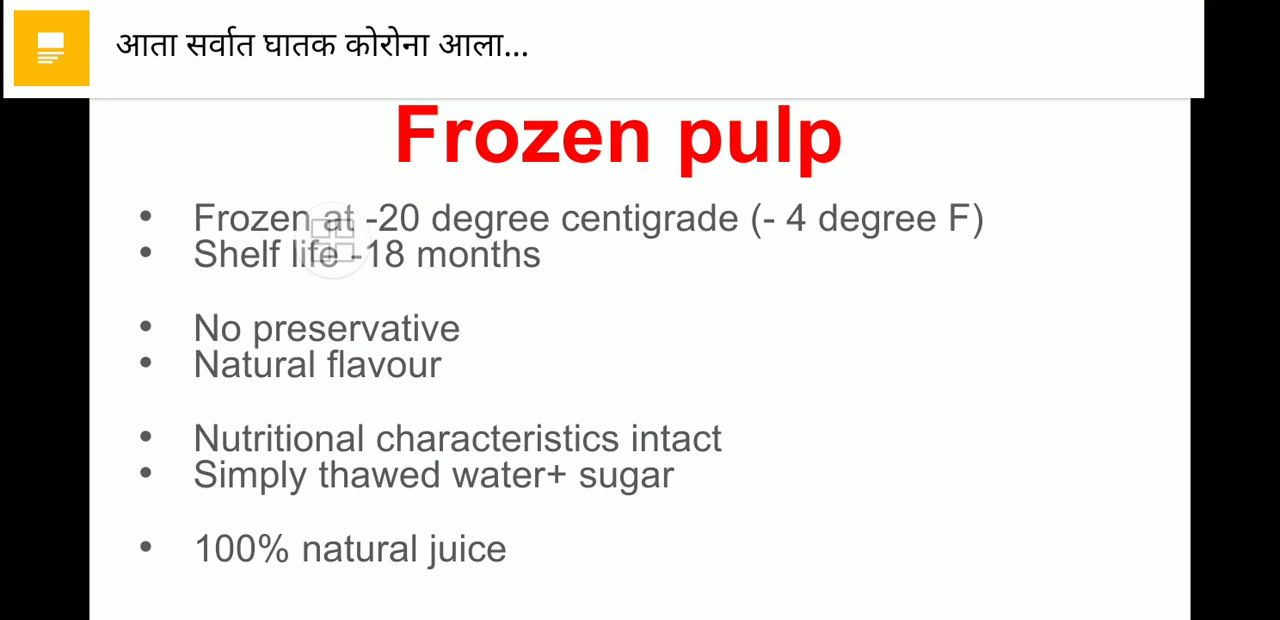 आता सर्वात घातक कोरोना आला...
Frozen pulp
• Frozen at -20 degree centigrade (- 4 degree F)
• Shelf life -18 months
• No preservative
• Natural flavour
• Nutritional characteristics intact
• Simply thawed water+ sugar
• 100% natural juice